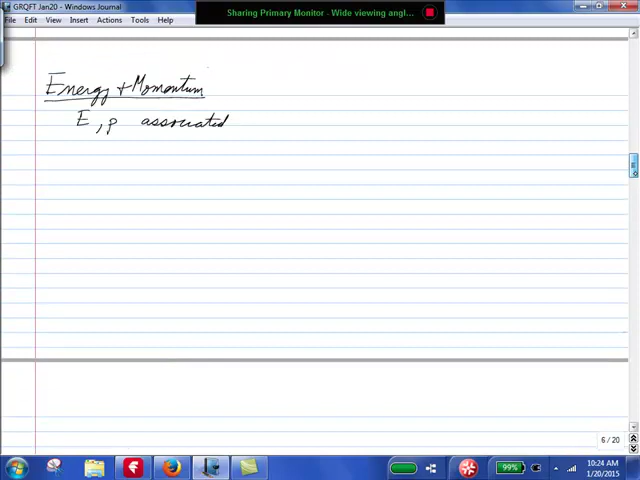 GRQFT Jan20 - Windows Journal
Sharing Primary Monitor - Wide viewing angl...
File Edit View Insert Actions Tools Help
Energy + Momentum
E, p associated
6 / 20
99%
10:24 AM
1/20/2015